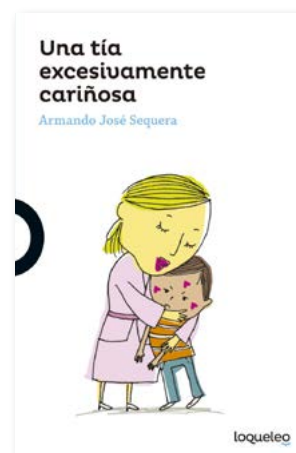 Una tía
excesivamente
cariñosa
Armando José Sequera
loqueleo